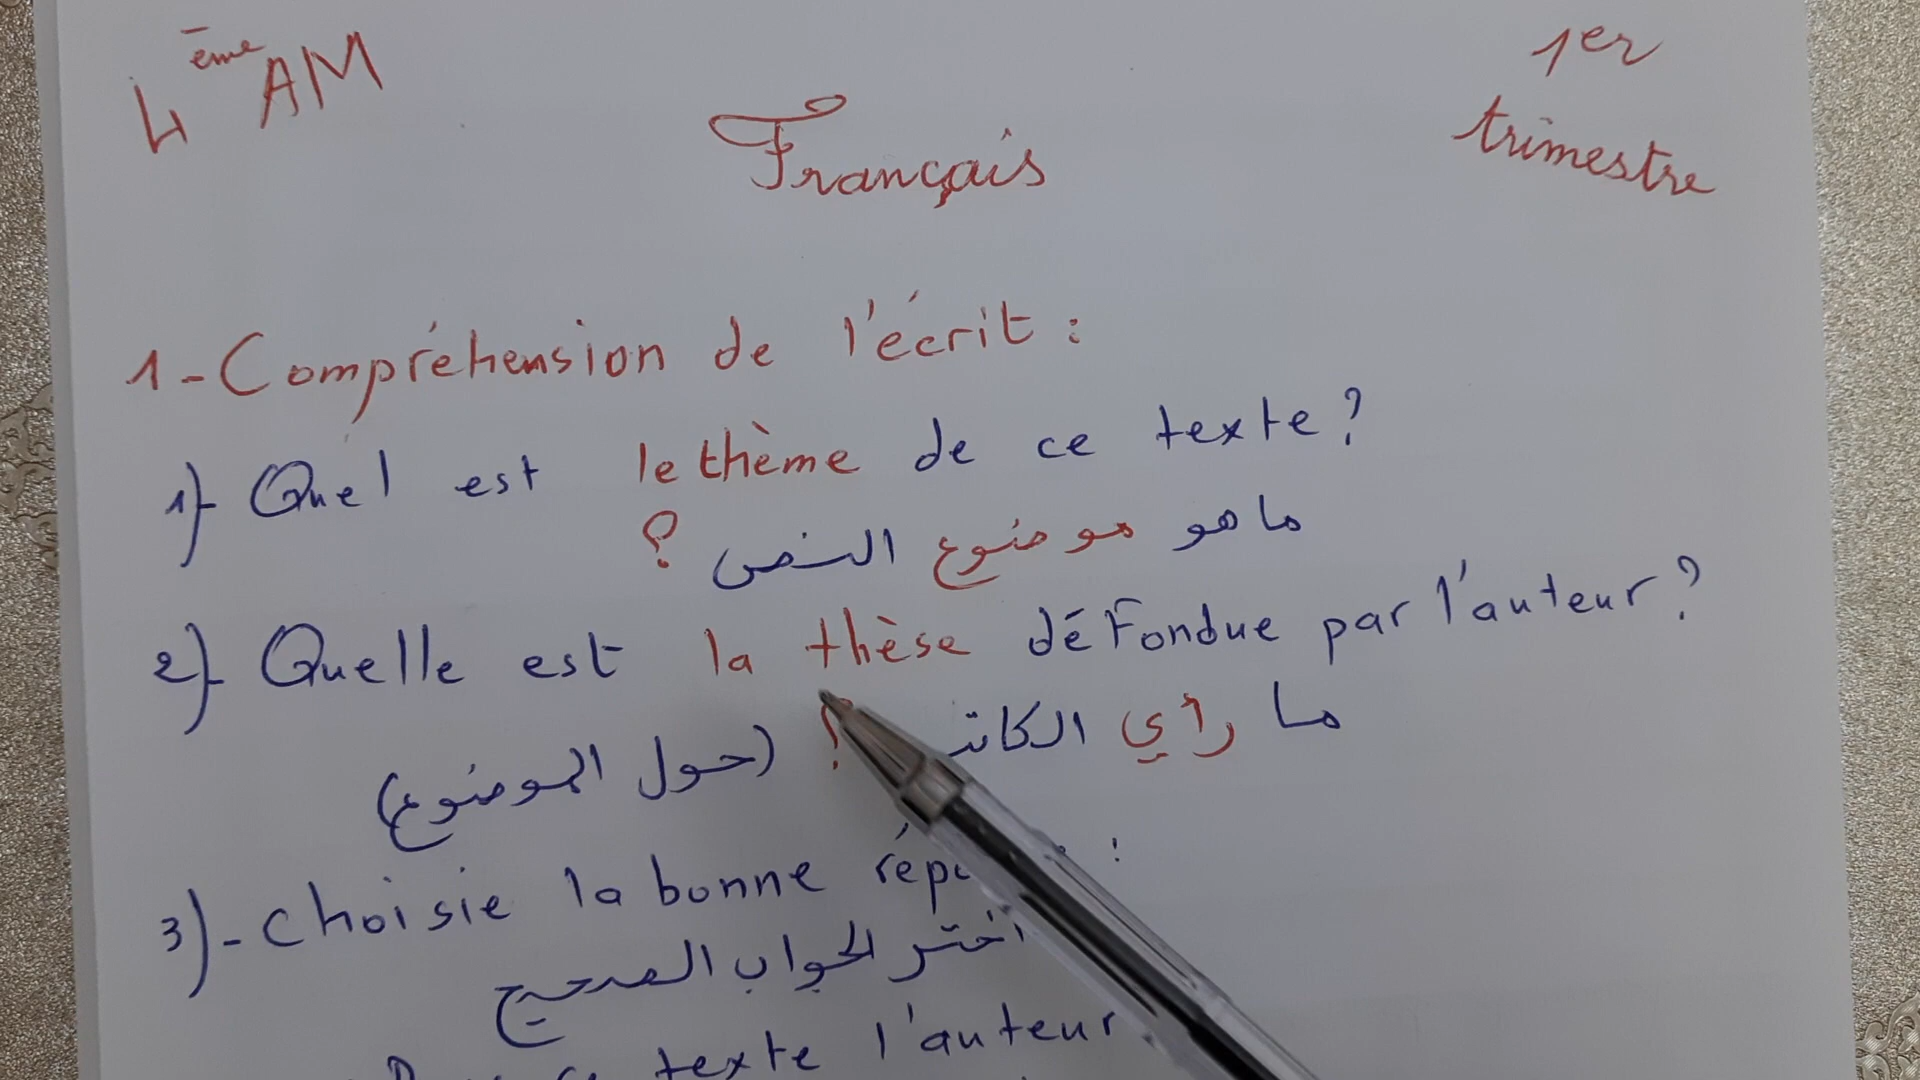 4ème AM
1er
trimestre
Français
1-Compréhension de l'écrit :
1)- Quel est le thème de ce texte ?
ما هو موضوع النص ؟
2)- Quelle est la thèse défondue par l'auteur ?
ما رأي ؟ (حول الموضوع)
3)- choisie la bonne :
اختر الجواب الصحيح
texte l'auteur